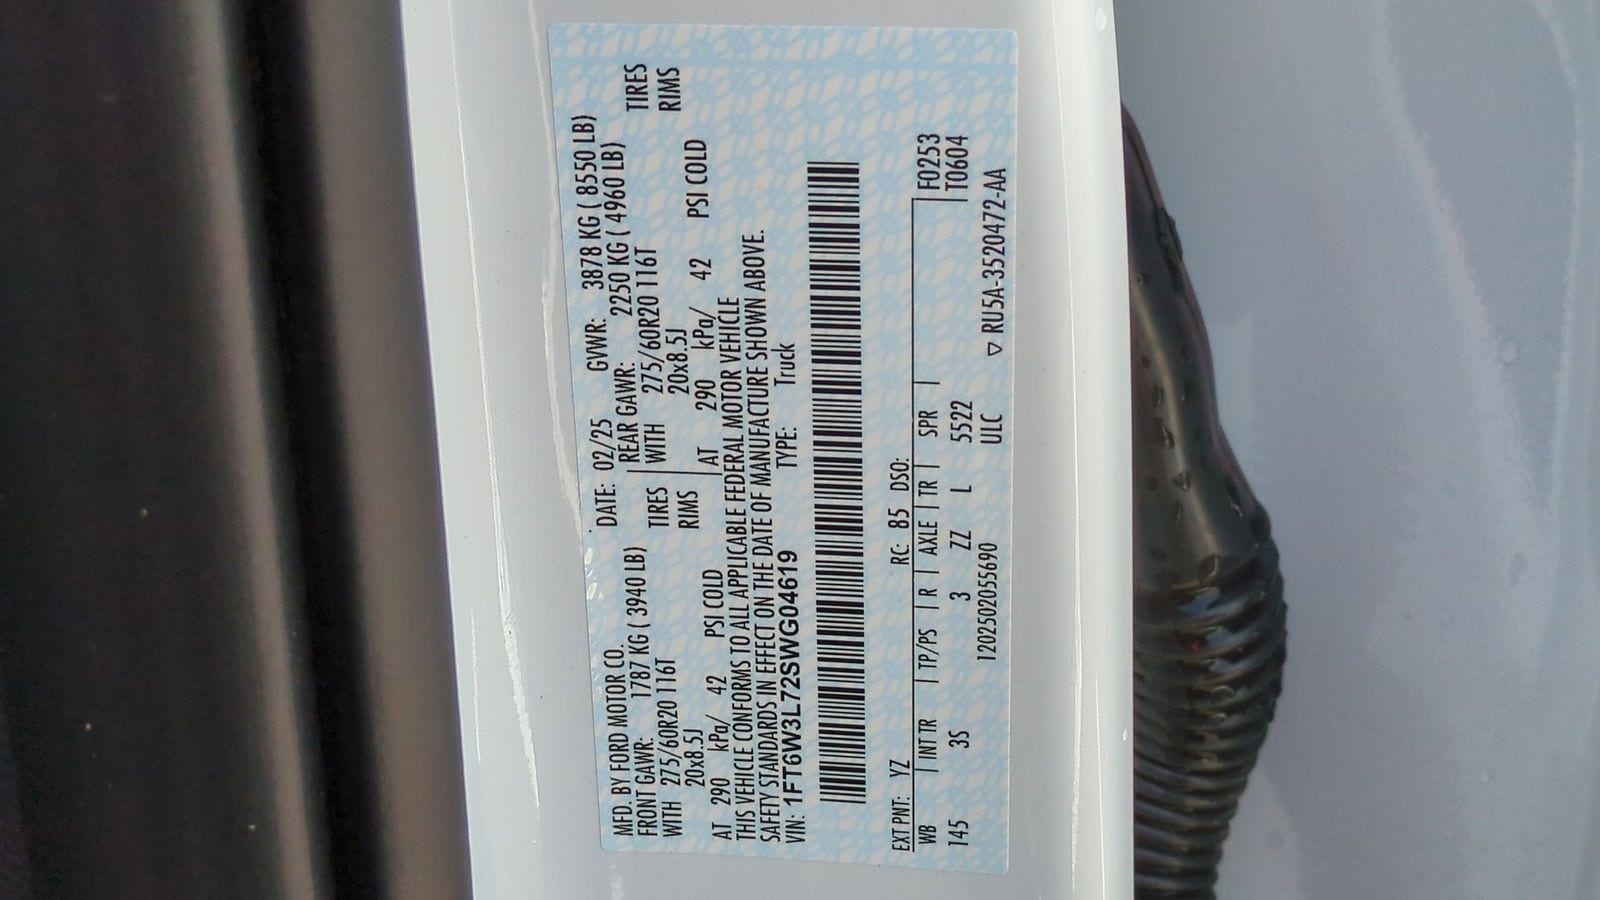 MFD. BY FORD MOTOR CO. DATE: 02/25 GVWR: 3878 KG ( 8550 LB)
FRONT GAWR: 1787 KG ( 3940 LB) REAR GAWR: 2250 KG ( 4960 LB)
WITH 275/60R20 116T TIRES WITH 275/60R20 116T TIRES
20x8.5J RIMS 20x8.5J RIMS
AT 290 kPa/ 42 PSI COLD AT 290 kPa/ 42 PSI COLD
THIS VEHICLE CONFORMS TO ALL APPLICABLE FEDERAL MOTOR VEHICLE
SAFETY STANDARDS IN EFFECT ON THE DATE OF MANUFACTURE SHOWN ABOVE.
VIN: 1FT6W3L72SWG04619 TYPE: Truck
EXT PNT: YZ RC: 85 DSO:
WB | INT TR | TP/PS | R | AXLE | TR | SPR | F0253
145 3S 3 ZZ L 5522 T0604
120250205​5690 ULC ▽ RU5A-3520472-AA